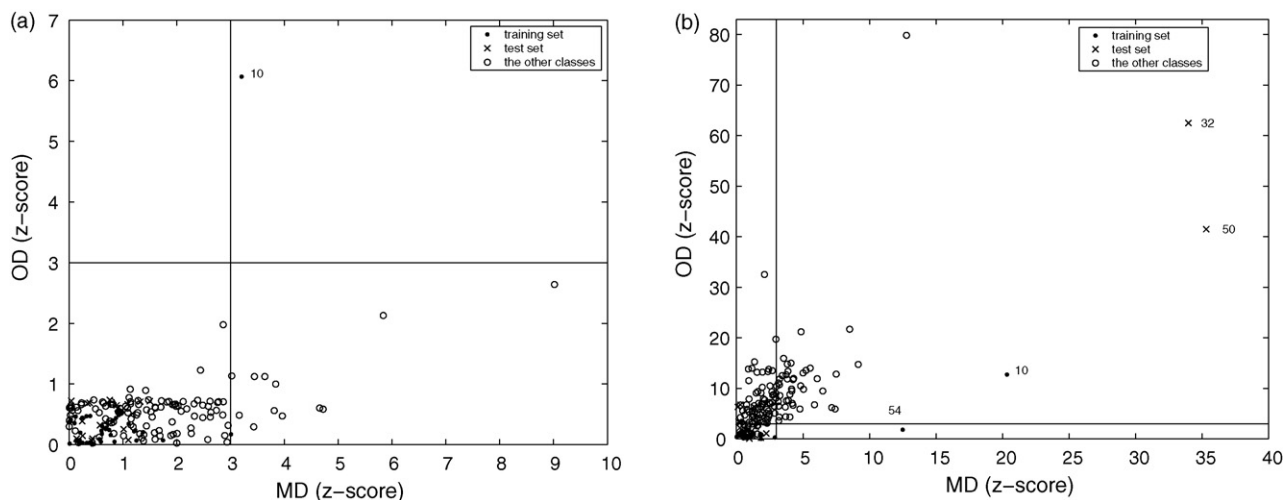 (a)
7
6
5
4
3
2
1
0
OD (z-score)
0 1 2 3 4 5 6 7 8 9 10
MD (z-score)
training set
test set
the other classes
10
(b)
80
70
60
50
40
30
20
10
0
OD (z-score)
0 5 10 15 20 25 30 35 40
MD (z-score)
training set
test set
the other classes
32
50
10
54